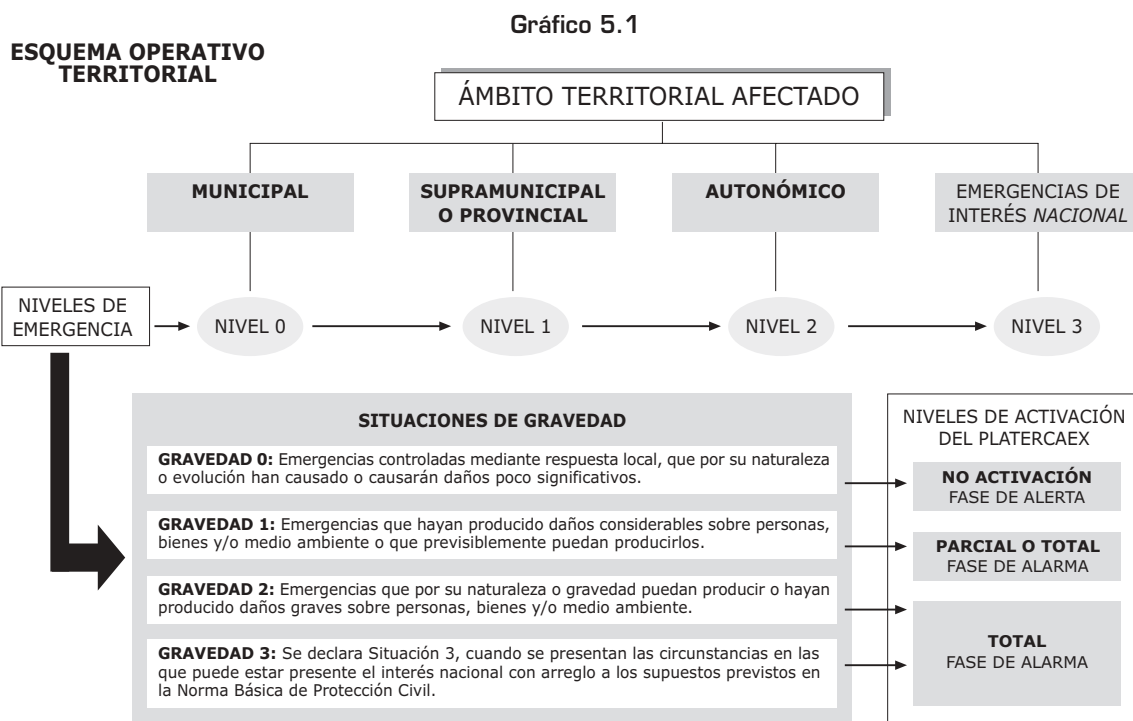 Gráfico 5.1
ESQUEMA OPERATIVO
TERRITORIAL
ÁMBITO TERRITORIAL AFECTADO
MUNICIPAL
SUPRAMUNICIPAL
O PROVINCIAL
AUTONÓMICO
EMERGENCIAS DE
INTERÉS NACIONAL
NIVELES DE
EMERGENCIA
NIVEL 0
NIVEL 1
NIVEL 2
NIVEL 3
SITUACIONES DE GRAVEDAD
GRAVEDAD 0: Emergencias controladas mediante respuesta local, que por su naturaleza
o evolución han causado o causarán daños poco significativos.
GRAVEDAD 1: Emergencias que hayan producido daños considerables sobre personas,
bienes y/o medio ambiente o que previsiblemente puedan producirlos.
GRAVEDAD 2: Emergencias que por su naturaleza o gravedad puedan producir o hayan
producido daños graves sobre personas, bienes y/o medio ambiente.
GRAVEDAD 3: Se declara Situación 3, cuando se presentan las circunstancias en las
que puede estar presente el interés nacional con arreglo a los supuestos previstos en
la Norma Básica de Protección Civil.
NIVELES DE ACTIVACIÓN
DEL PLATERCAEX
NO ACTIVACIÓN
FASE DE ALERTA
PARCIAL O TOTAL
FASE DE ALARMA
TOTAL
FASE DE ALARMA